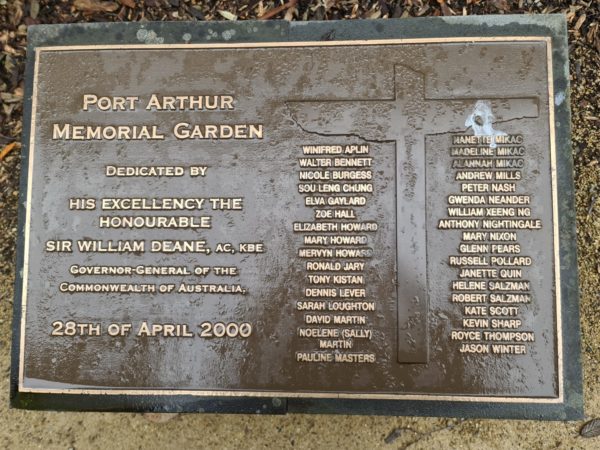 PORT ARTHUR
MEMORIAL GARDEN
DEDICATED BY
HIS EXCELLENCY THE
HONOURABLE
SIR WILLIAM DEANE, AC, KBE
GOVERNOR-GENERAL OF THE
COMMONWEALTH OF AUSTRALIA.
28TH OF APRIL 2000
WINIFRED APLIN
WALTER BENNETT
NICOLE BURGESS
SOU LENG CHUNG
ELVA GAYLARD
ZOE HALL
ELIZABETH HOWARD
MARY HOWARD
MERVYN HOWARD
RONALD JARY
TONY KISTAN
DENNIS LEVER
SARAH LOUGHTON
DAVID MARTIN
NOELENE (SALLY)
MARTIN
PAULINE MASTERS
NANETTE MIKAC
MADELINE MIKAC
ALANNAH MIKAC
ANDREW MILLS
PETER NASH
GWENDA NEANDER
WILLIAM XEENG NG
ANTHONY NIGHTINGALE
MARY NIXON
GLENN PEARS
RUSSELL POLLARD
JANETTE QUIN
HELENE SALZMAN
ROBERT SALZMAN
KATE SCOTT
KEVIN SHARP
ROYCE THOMPSON
JASON WINTER